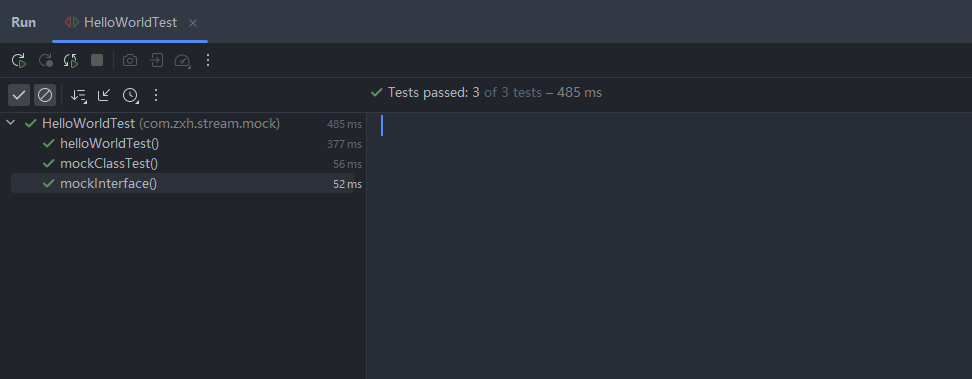 Run HelloWorldTest
Tests passed: 3 of 3 tests – 485 ms
HelloWorldTest (com.zxh.stream.mock) 485 ms
helloWorldTest() 377 ms
mockClassTest() 56 ms
mockInterface() 52 ms